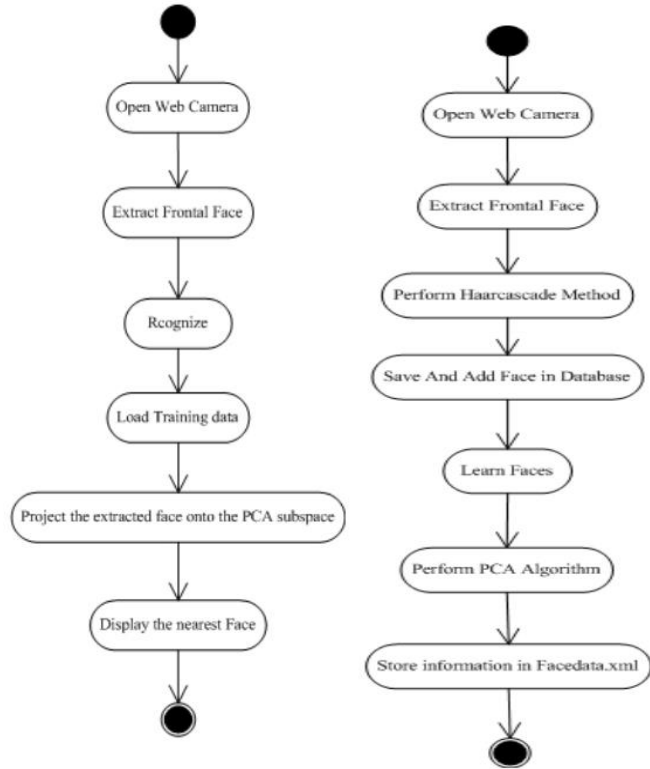 Open Web Camera
Extract Frontal Face
Rcognize
Load Training data
Project the extracted face onto the PCA subspace
Display the nearest Face
Open Web Camera
Extract Frontal Face
Perform Haarcascade Method
Save And Add Face in Database
Learn Faces
Perform PCA Algorithm
Store information in Facedata.xml